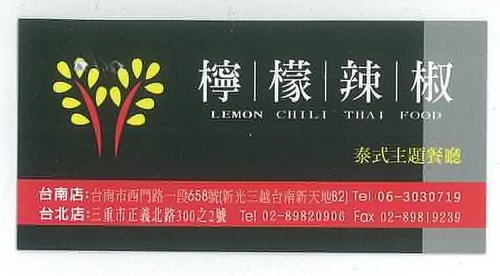 檸|檬|辣|椒
LEMON CHILI THAI FOOD
泰式主題餐廳
台南店:台南市西門路一段658號(新光三越台南新天地B2) Tel 06-3030719
台北店:三重市正義北路300之2號 Tel 02-89820906 Fax 02-89819239